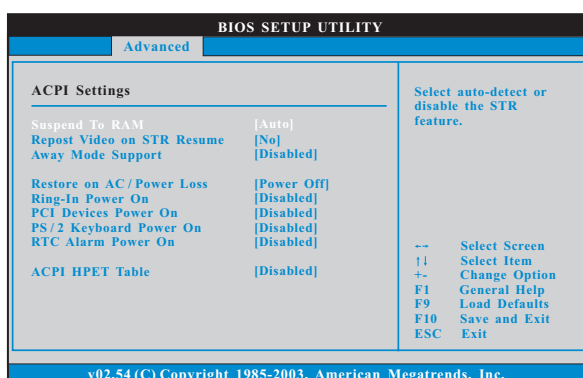 BIOS SETUP UTILITY
Advanced
ACPI Settings
Suspend To RAM [Auto]
Repost Video on STR Resume [No]
Away Mode Support [Disabled]
Restore on AC / Power Loss [Power Off]
Ring-In Power On [Disabled]
PCI Devices Power On [Disabled]
PS / 2 Keyboard Power On [Disabled]
RTC Alarm Power On [Disabled]
ACPI HPET Table [Disabled]
Select auto-detect or
disable the STR
feature.
←→ Select Screen
↑↓ Select Item
+- Change Option
F1 General Help
F9 Load Defaults
F10 Save and Exit
ESC Exit
v02.54 (C) Copyright 1985-2003, American Megatrends, Inc.